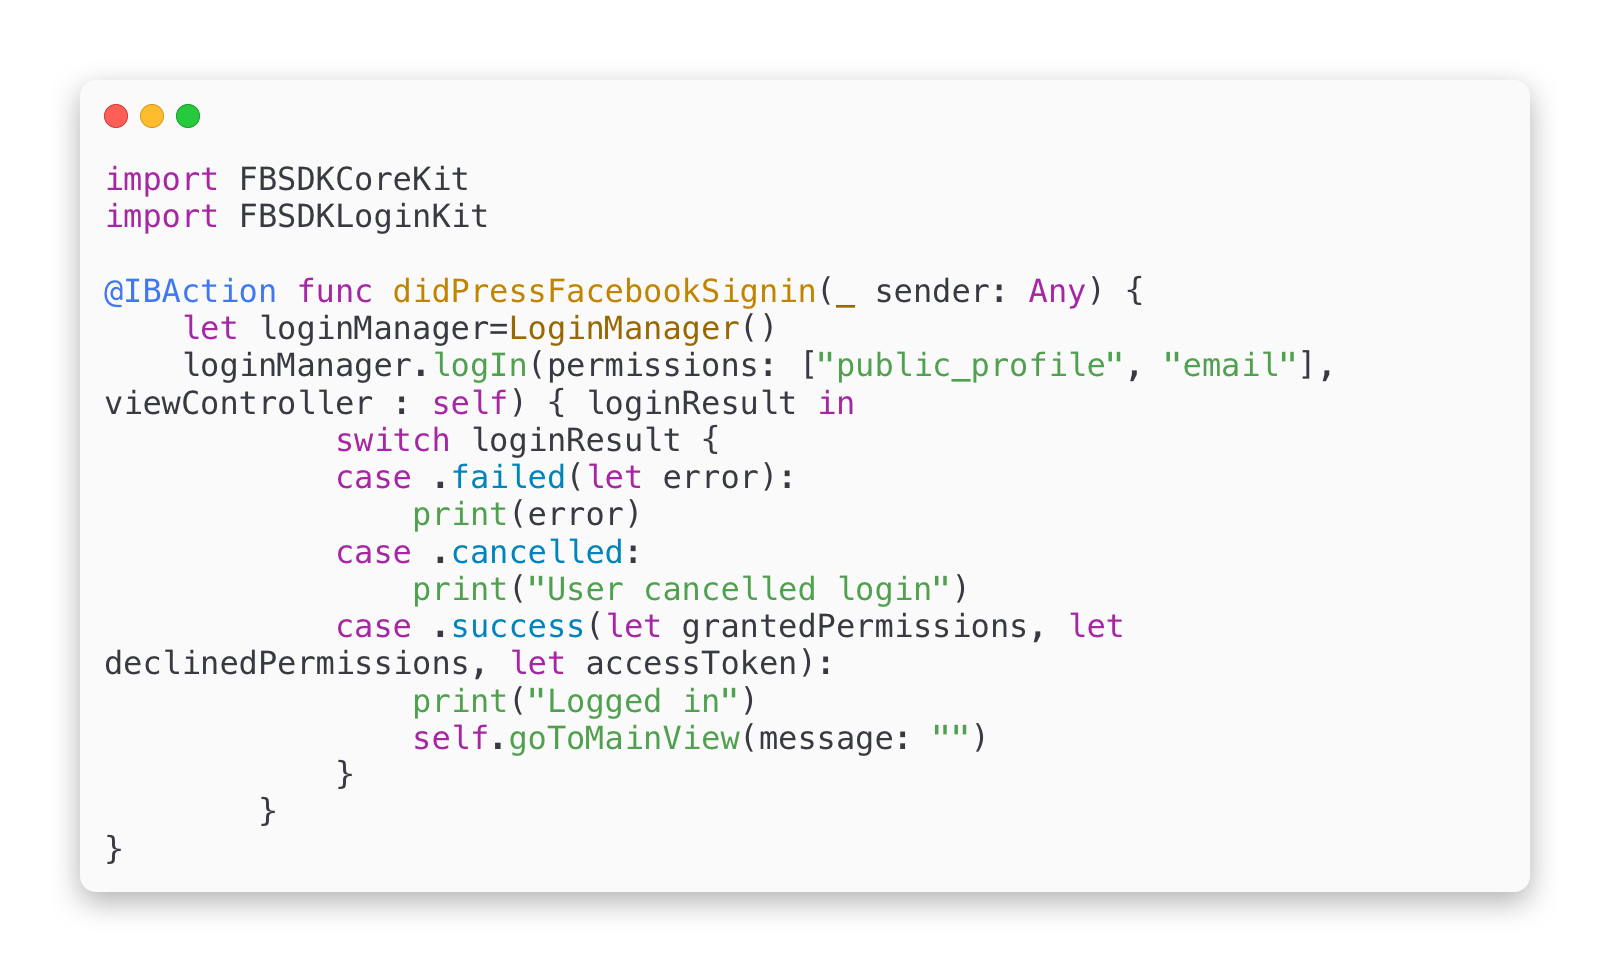 import FBSDKCoreKit
import FBSDKLoginKit

@IBAction func didPressFacebookSignin(_ sender: Any) {
    let loginManager=LoginManager()
    loginManager.logIn(permissions: ["public_profile", "email"],
viewController : self) { loginResult in
            switch loginResult {
            case .failed(let error):
                print(error)
            case .cancelled:
                print("User cancelled login")
            case .success(let grantedPermissions, let
declinedPermissions, let accessToken):
                print("Logged in")
                self.goToMainView(message: "")
            }
        }
}